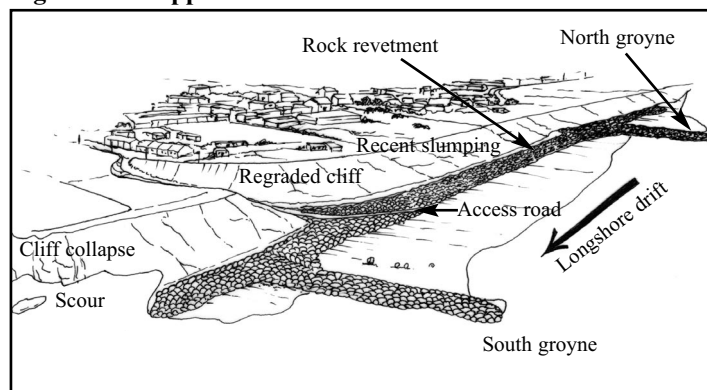 North groyne
Rock revetment
Recent slumping
Regraded cliff
Access road
Longshore drift
Cliff collapse
Scour
South groyne